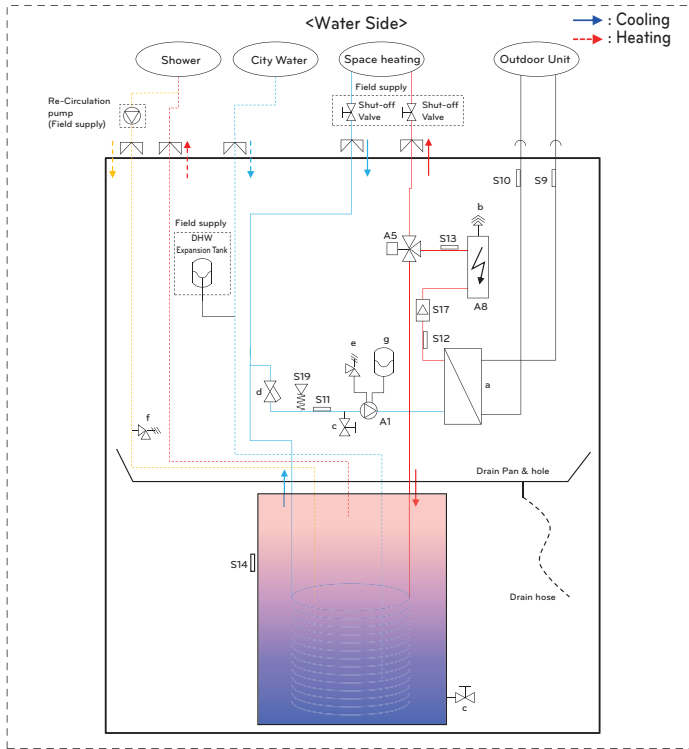 <Water Side>
: Cooling
: Heating
Shower
City Water
Space heating
Outdoor Unit
Field supply
Re-Circulation
pump
(Field supply)
Shut-off
Valve
Shut-off
Valve
S10
S9
b
Field supply
DHW
Expansion Tank
A5
S13
S17
A8
S12
e
g
S19
d
S11
a
c
A1
f
Drain Pan & hole
S14
Drain hose
c